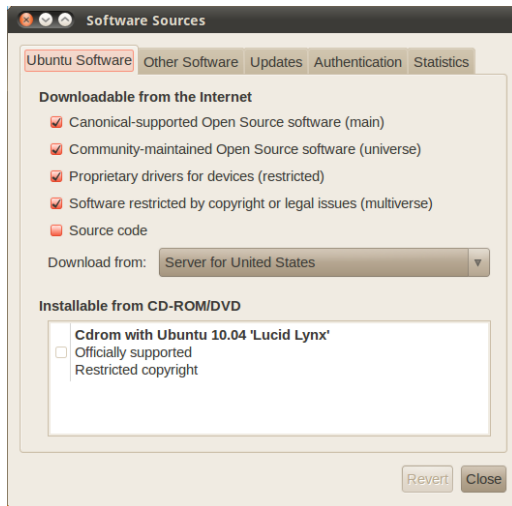 Software Sources
Ubuntu Software Other Software Updates Authentication Statistics
Downloadable from the Internet
Canonical-supported Open Source software (main)
Community-maintained Open Source software (universe)
Proprietary drivers for devices (restricted)
Software restricted by copyright or legal issues (multiverse)
Source code
Download from: Server for United States
Installable from CD-ROM/DVD
Cdrom with Ubuntu 10.04 'Lucid Lynx'
Officially supported
Restricted copyright
Revert Close